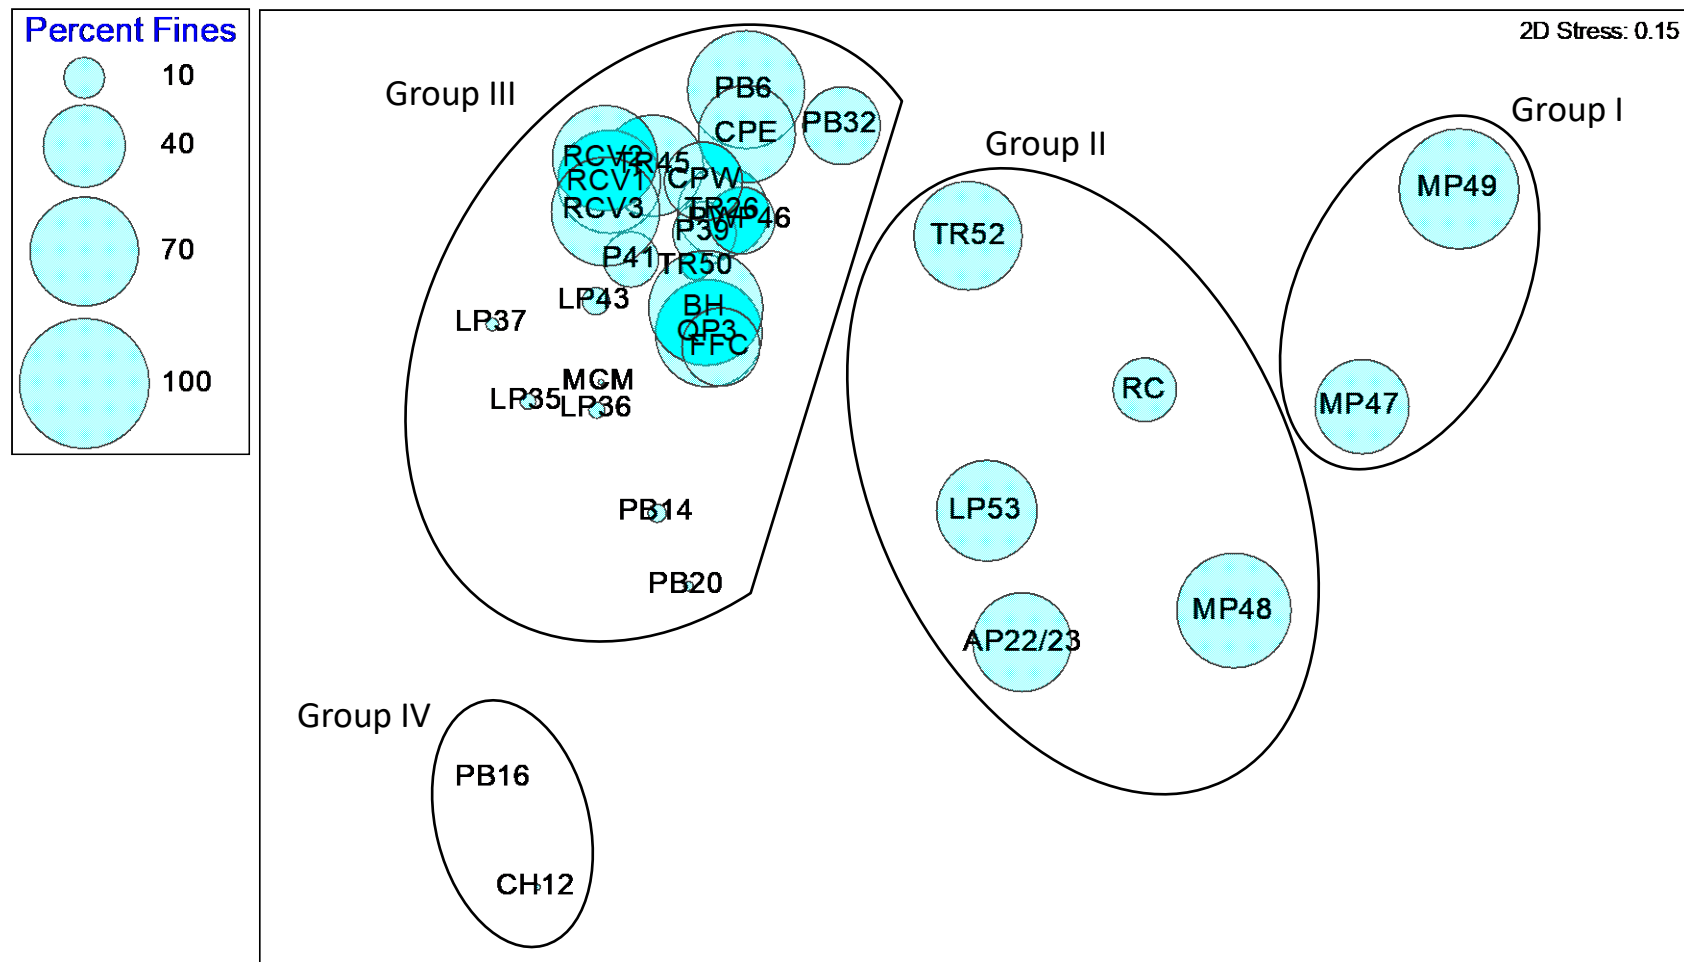 Percent Fines
10
40
70
100
2D Stress: 0.15
Group III
Group II
Group I
Group IV
PB6
CPE
PB32
RCV2
TR45
RCV1
CPW
RCV3
TR26
P46
P39
P41
TR50
LP43
BH
LP37
OP3
FFC
MCM
LP35
LP36
PB14
PB20
TR52
RC
LP53
MP48
AP22/23
MP49
MP47
PB16
CH12